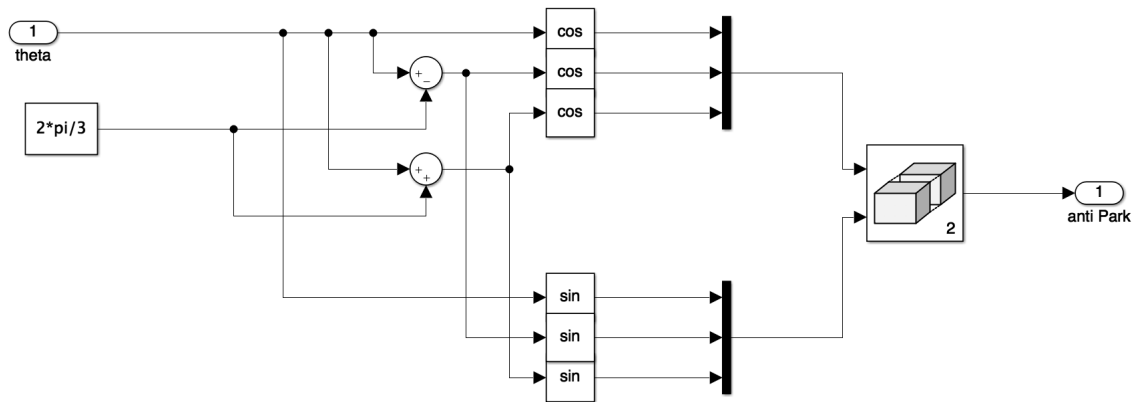 1
theta
2*pi/3
+
−
+
+
cos
cos
cos
sin
sin
sin
2
1
anti Park